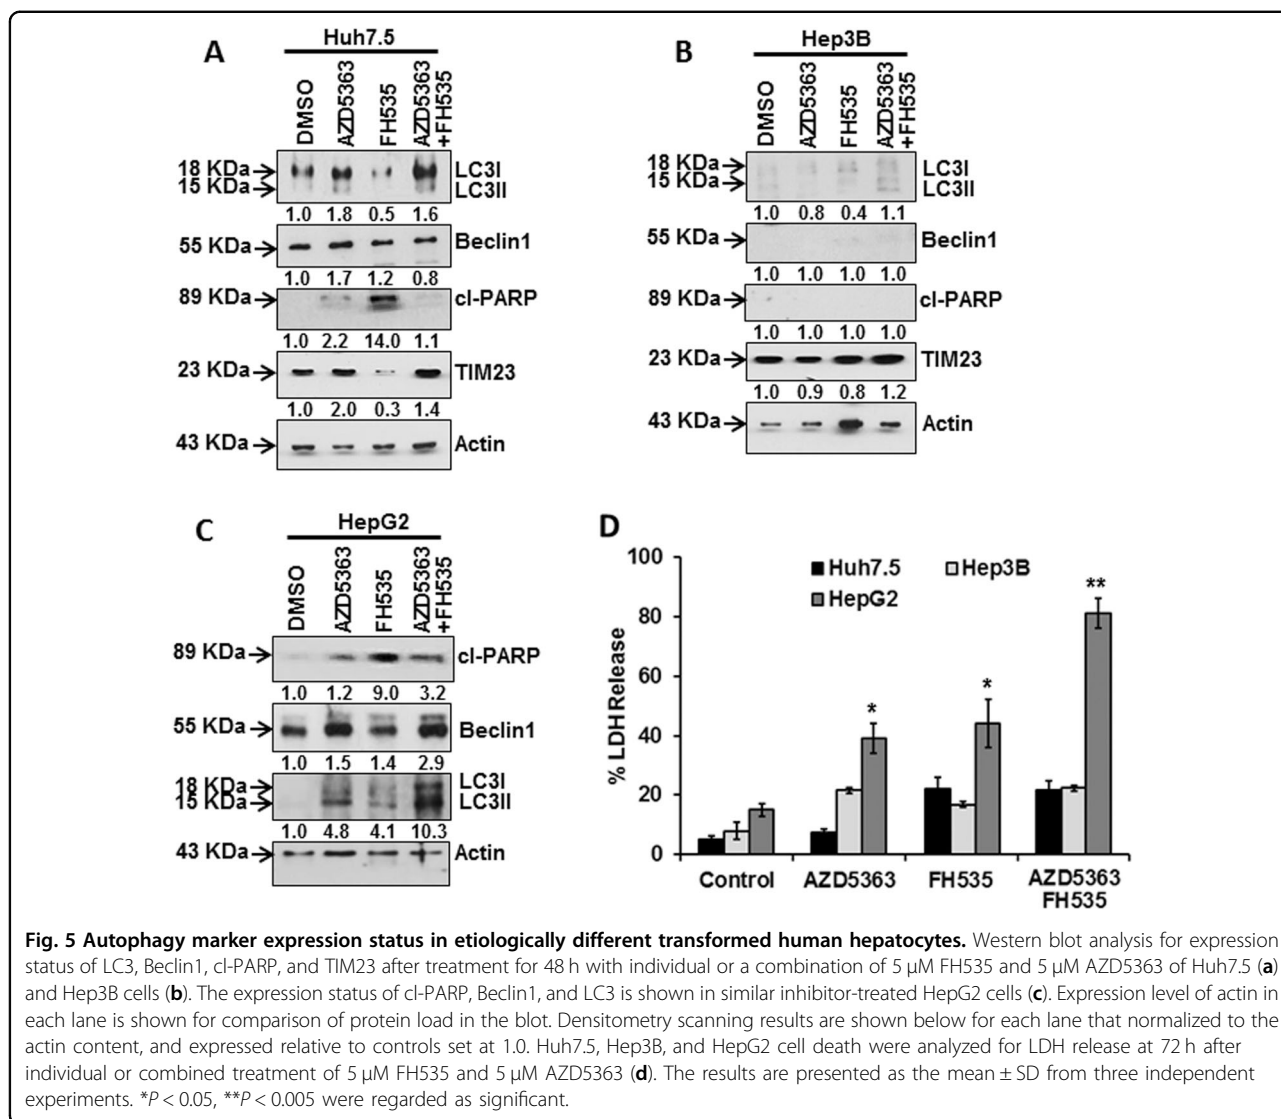 A
Huh7.5
DMSO
AZD5363
FH535
AZD5363
+FH535
18 KDa→
LC3I
15 KDa→
LC3II
1.0 1.8 0.5 1.6
55 KDa→
Beclin1
1.0 1.7 1.2 0.8
89 KDa→
cl-PARP
1.0 2.2 14.0 1.1
23 KDa→
TIM23
1.0 2.0 0.3 1.4
43 KDa→
Actin
B
Hep3B
DMSO
AZD5363
FH535
AZD5363
+FH535
18 KDa→
LC3I
15 KDa→
LC3II
1.0 0.8 0.4 1.1
55 KDa→
Beclin1
1.0 1.0 1.0 1.0
89 KDa→
cl-PARP
1.0 1.0 1.0 1.0
23 KDa→
TIM23
1.0 0.9 0.8 1.2
43 KDa→
Actin
C
HepG2
DMSO
AZD5363
FH535
AZD5363
+FH535
89 KDa→
cl-PARP
1.0 1.2 9.0 3.2
55 KDa→
Beclin1
1.0 1.5 1.4 2.9
18 KDa→
LC3I
15 KDa→
LC3II
1.0 4.8 4.1 10.3
43 KDa→
Actin
D
% LDH Release
100
80
60
40
20
0
Huh7.5
Hep3B
HepG2
*
*
**
Control
AZD5363
FH535
AZD5363
FH535
Fig. 5 Autophagy marker expression status in etiologically different transformed human hepatocytes. Western blot analysis for expression
status of LC3, Beclin1, cl-PARP, and TIM23 after treatment for 48 h with individual or a combination of 5 µM FH535 and 5 µM AZD5363 of Huh7.5 (a)
and Hep3B cells (b). The expression status of cl-PARP, Beclin1, and LC3 is shown in similar inhibitor-treated HepG2 cells (c). Expression level of actin in
each lane is shown for comparison of protein load in the blot. Densitometry scanning results are shown below for each lane that normalized to the
actin content, and expressed relative to controls set at 1.0. Huh7.5, Hep3B, and HepG2 cell death were analyzed for LDH release at 72 h after
individual or combined treatment of 5 µM FH535 and 5 µM AZD5363 (d). The results are presented as the mean ± SD from three independent
experiments. *P < 0.05, **P < 0.005 were regarded as significant.